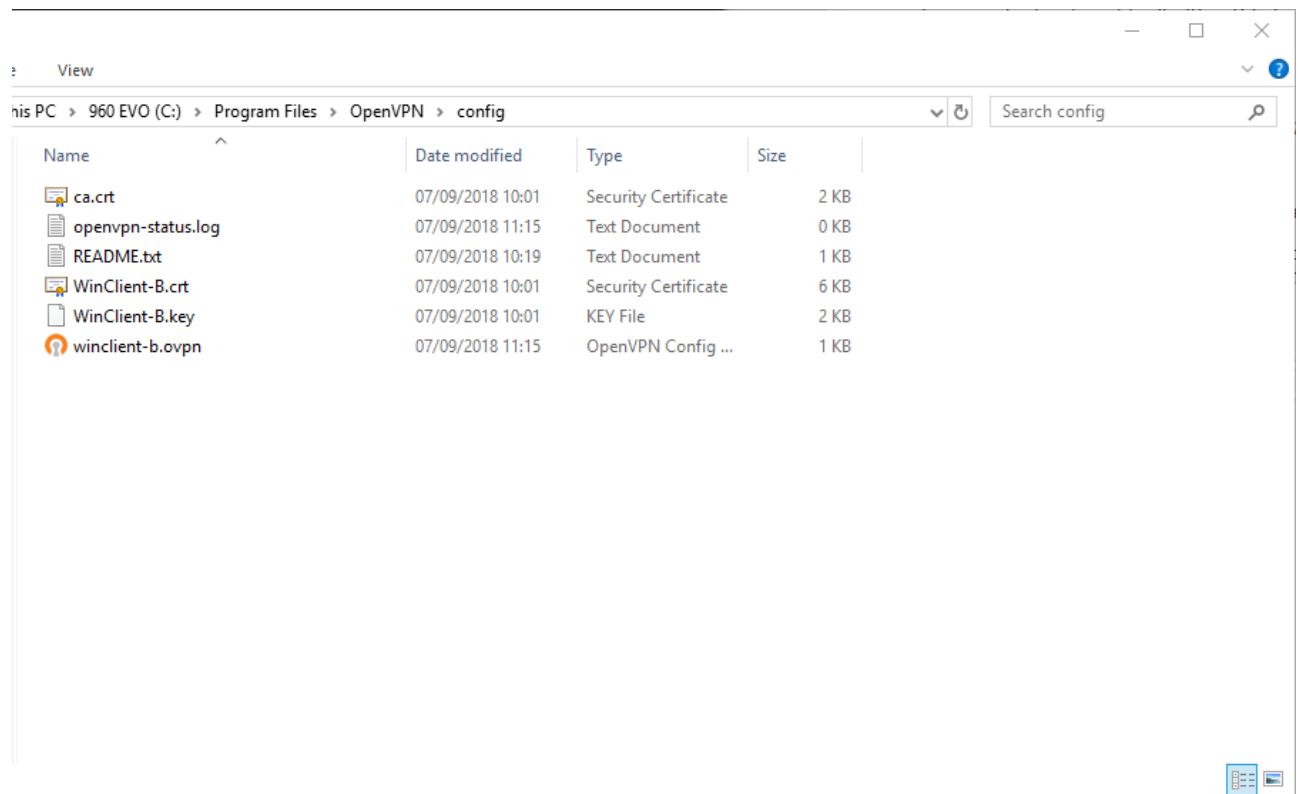 View
?
his PC > 960 EVO (C:) > Program Files > OpenVPN > config
Search config
Name Date modified Type Size
ca.crt 07/09/2018 10:01 Security Certificate 2 KB
openvpn-status.log 07/09/2018 11:15 Text Document 0 KB
README.txt 07/09/2018 10:19 Text Document 1 KB
WinClient-B.crt 07/09/2018 10:01 Security Certificate 6 KB
WinClient-B.key 07/09/2018 10:01 KEY File 2 KB
winclient-b.ovpn 07/09/2018 11:15 OpenVPN Config ... 1 KB